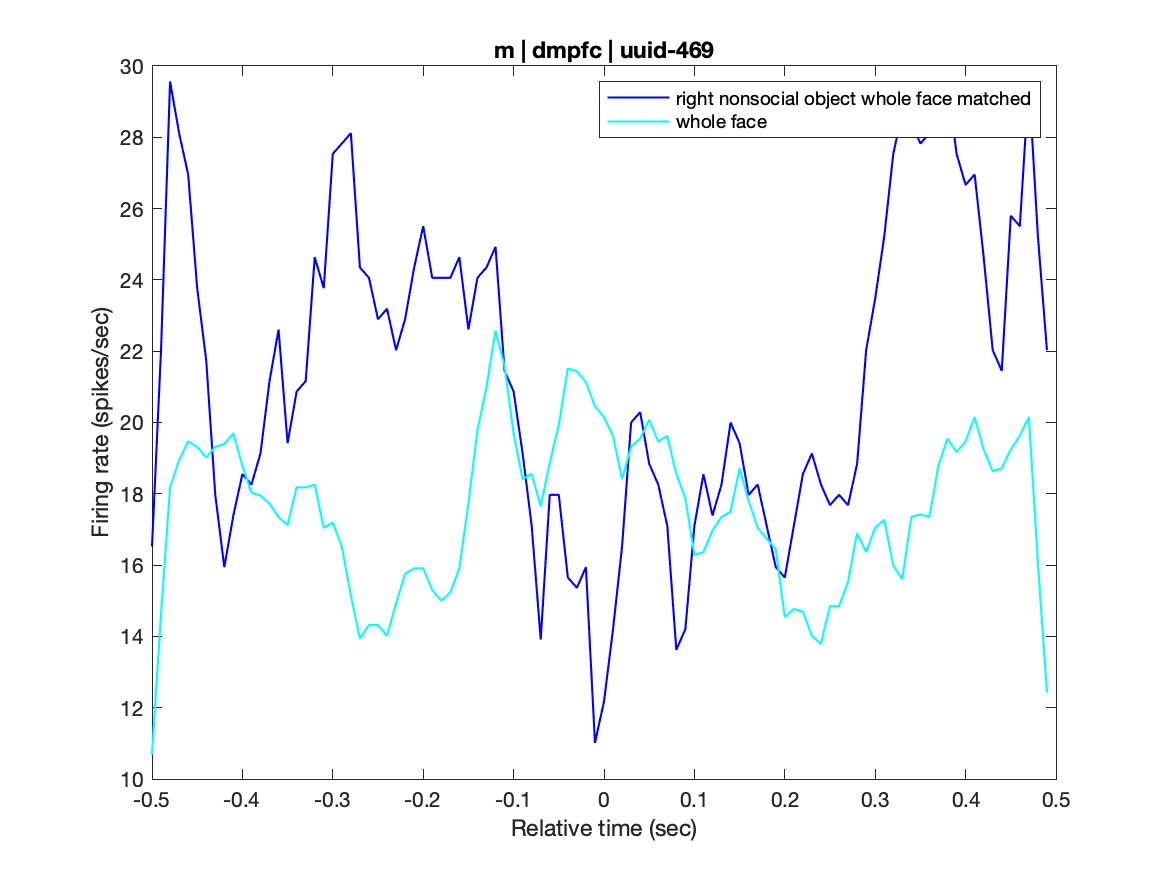 m | dmpfc | uuid-469
right nonsocial object whole face matched
whole face
Firing rate (spikes/sec)
30
28
26
24
22
20
18
16
14
12
10
-0.5 -0.4 -0.3 -0.2 -0.1 0 0.1 0.2 0.3 0.4 0.5
Relative time (sec)